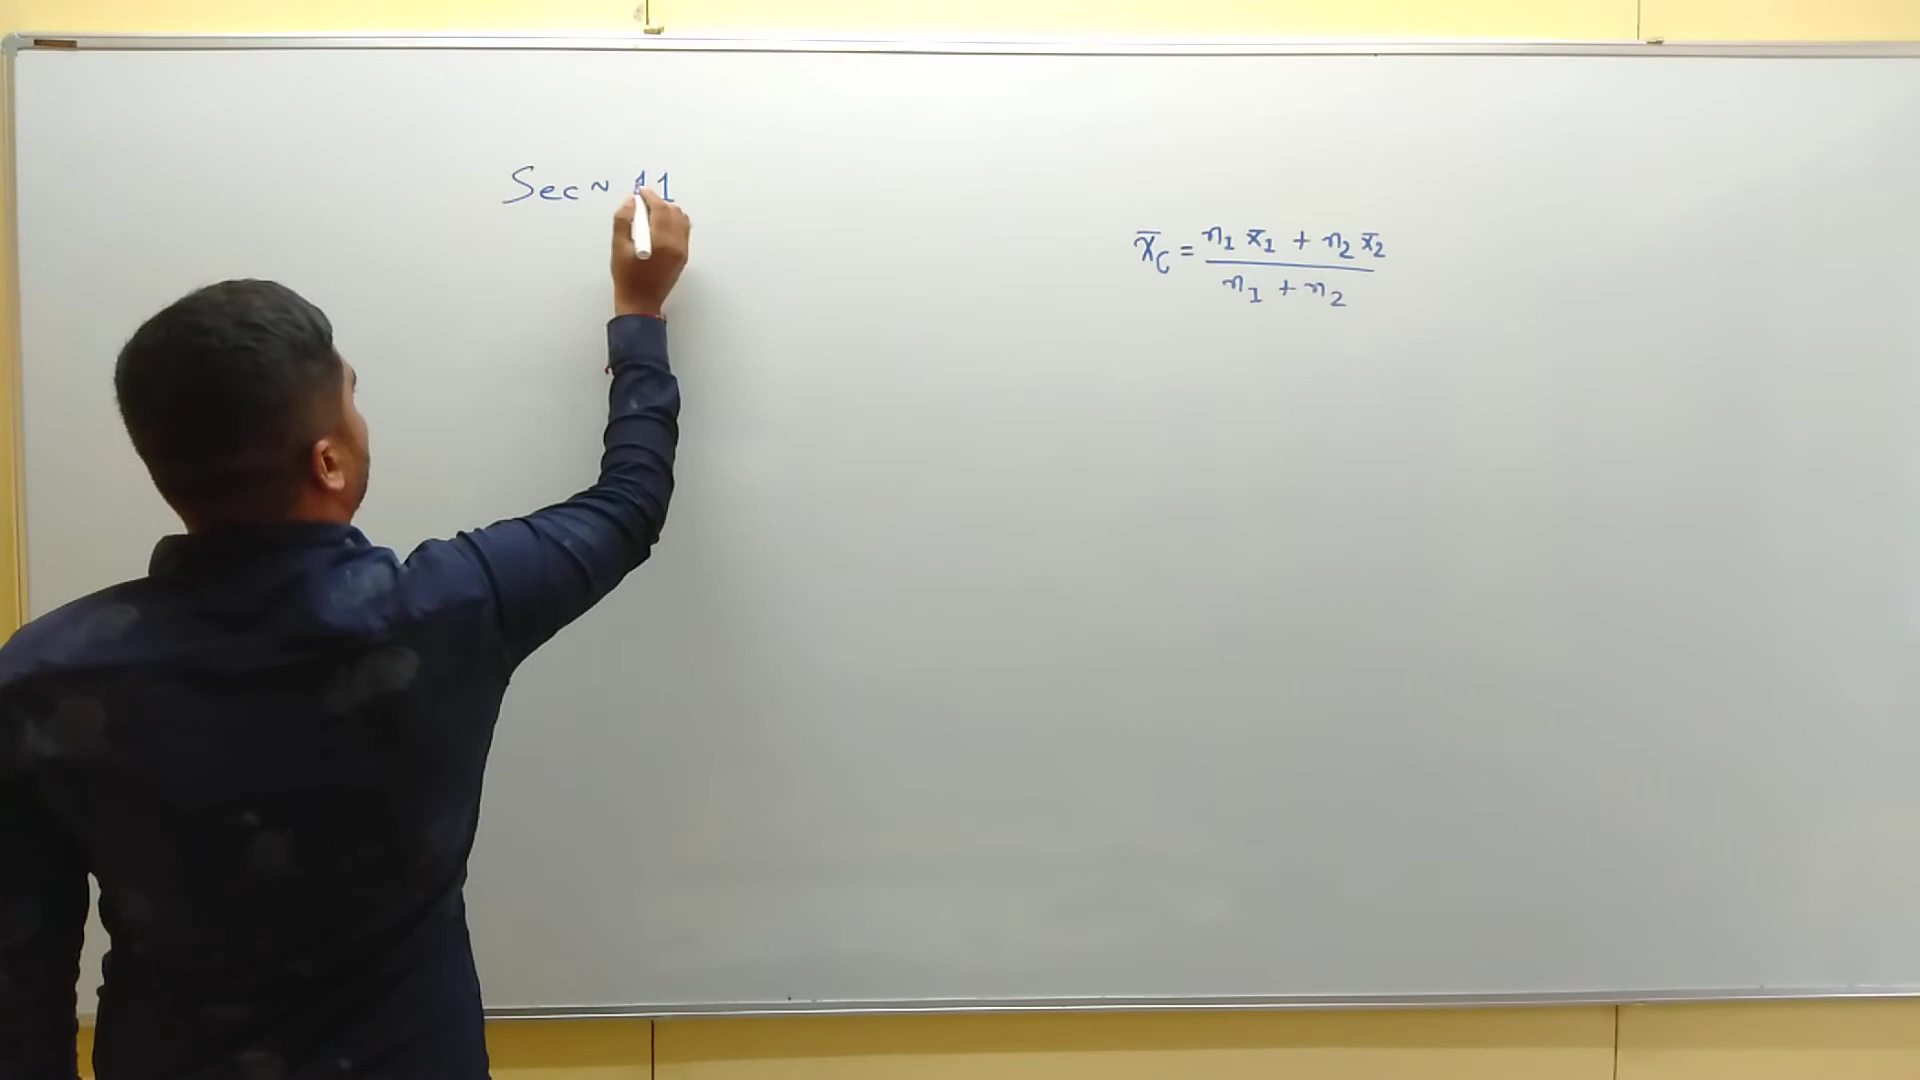 Sec ~ 11
x̄c = n1 x̄1 + n2 x̄2 / n1 + n2